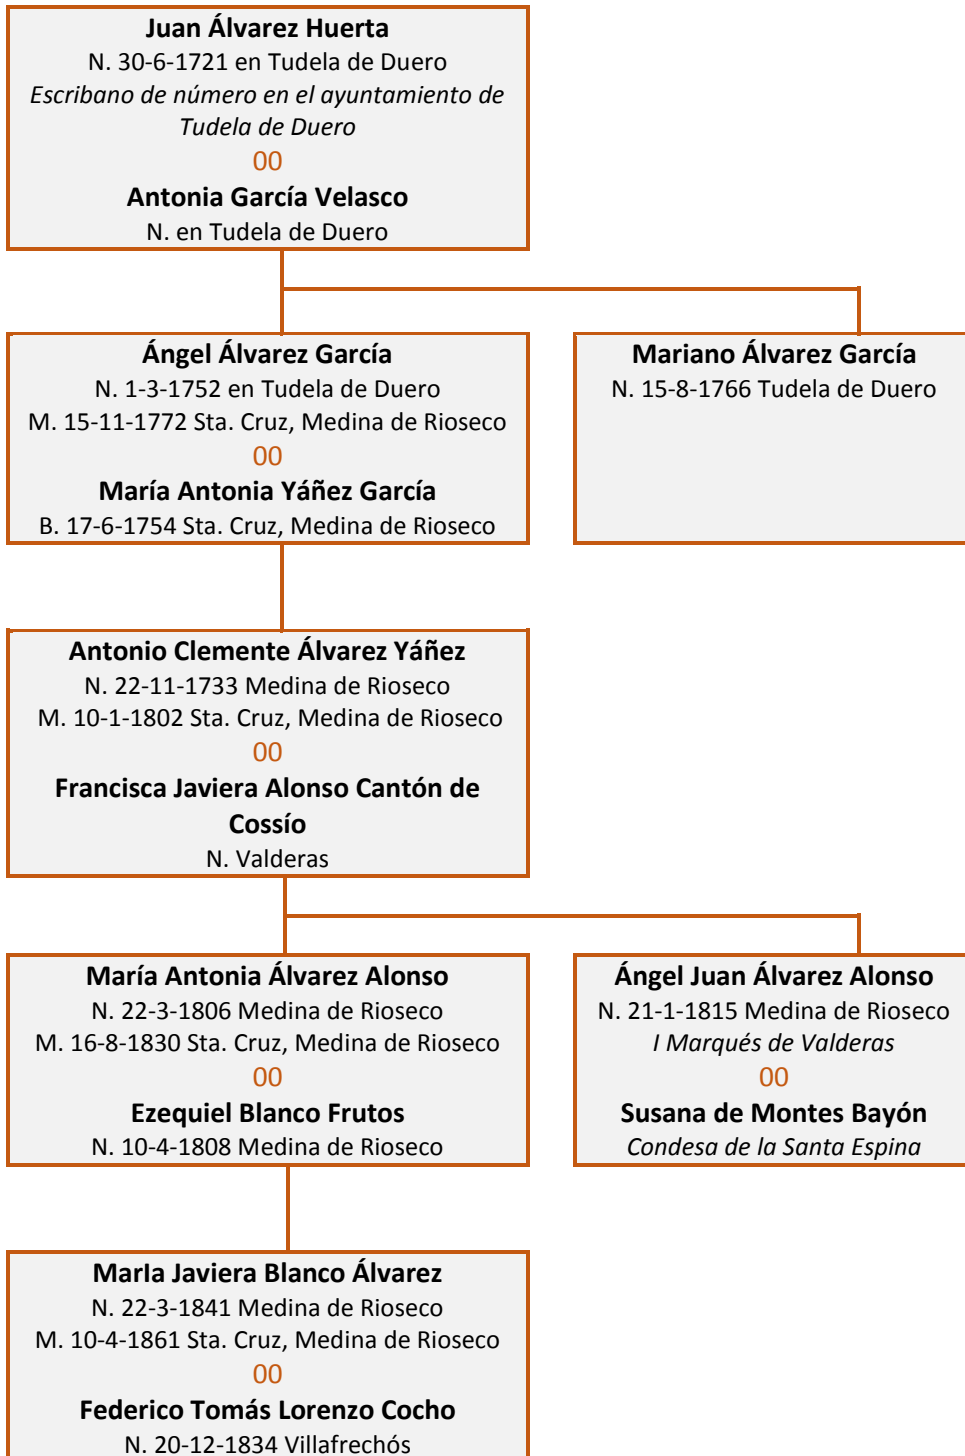 Juan Álvarez Huerta
N. 30-6-1721 en Tudela de Duero
Escribano de número en el ayuntamiento de
Tudela de Duero
00
Antonia García Velasco
N. en Tudela de Duero
Ángel Álvarez García
N. 1-3-1752 en Tudela de Duero
M. 15-11-1772 Sta. Cruz, Medina de Rioseco
00
María Antonia Yáñez García
B. 17-6-1754 Sta. Cruz, Medina de Rioseco
Mariano Álvarez García
N. 15-8-1766 Tudela de Duero
Antonio Clemente Álvarez Yáñez
N. 22-11-1733 Medina de Rioseco
M. 10-1-1802 Sta. Cruz, Medina de Rioseco
00
Francisca Javiera Alonso Cantón de
Cossío
N. Valderas
María Antonia Álvarez Alonso
N. 22-3-1806 Medina de Rioseco
M. 16-8-1830 Sta. Cruz, Medina de Rioseco
00
Ezequiel Blanco Frutos
N. 10-4-1808 Medina de Rioseco
Ángel Juan Álvarez Alonso
N. 21-1-1815 Medina de Rioseco
I Marqués de Valderas
00
Susana de Montes Bayón
Condesa de la Santa Espina
MarIa Javiera Blanco Álvarez
N. 22-3-1841 Medina de Rioseco
M. 10-4-1861 Sta. Cruz, Medina de Rioseco
00
Federico Tomás Lorenzo Cocho
N. 20-12-1834 Villafrechós